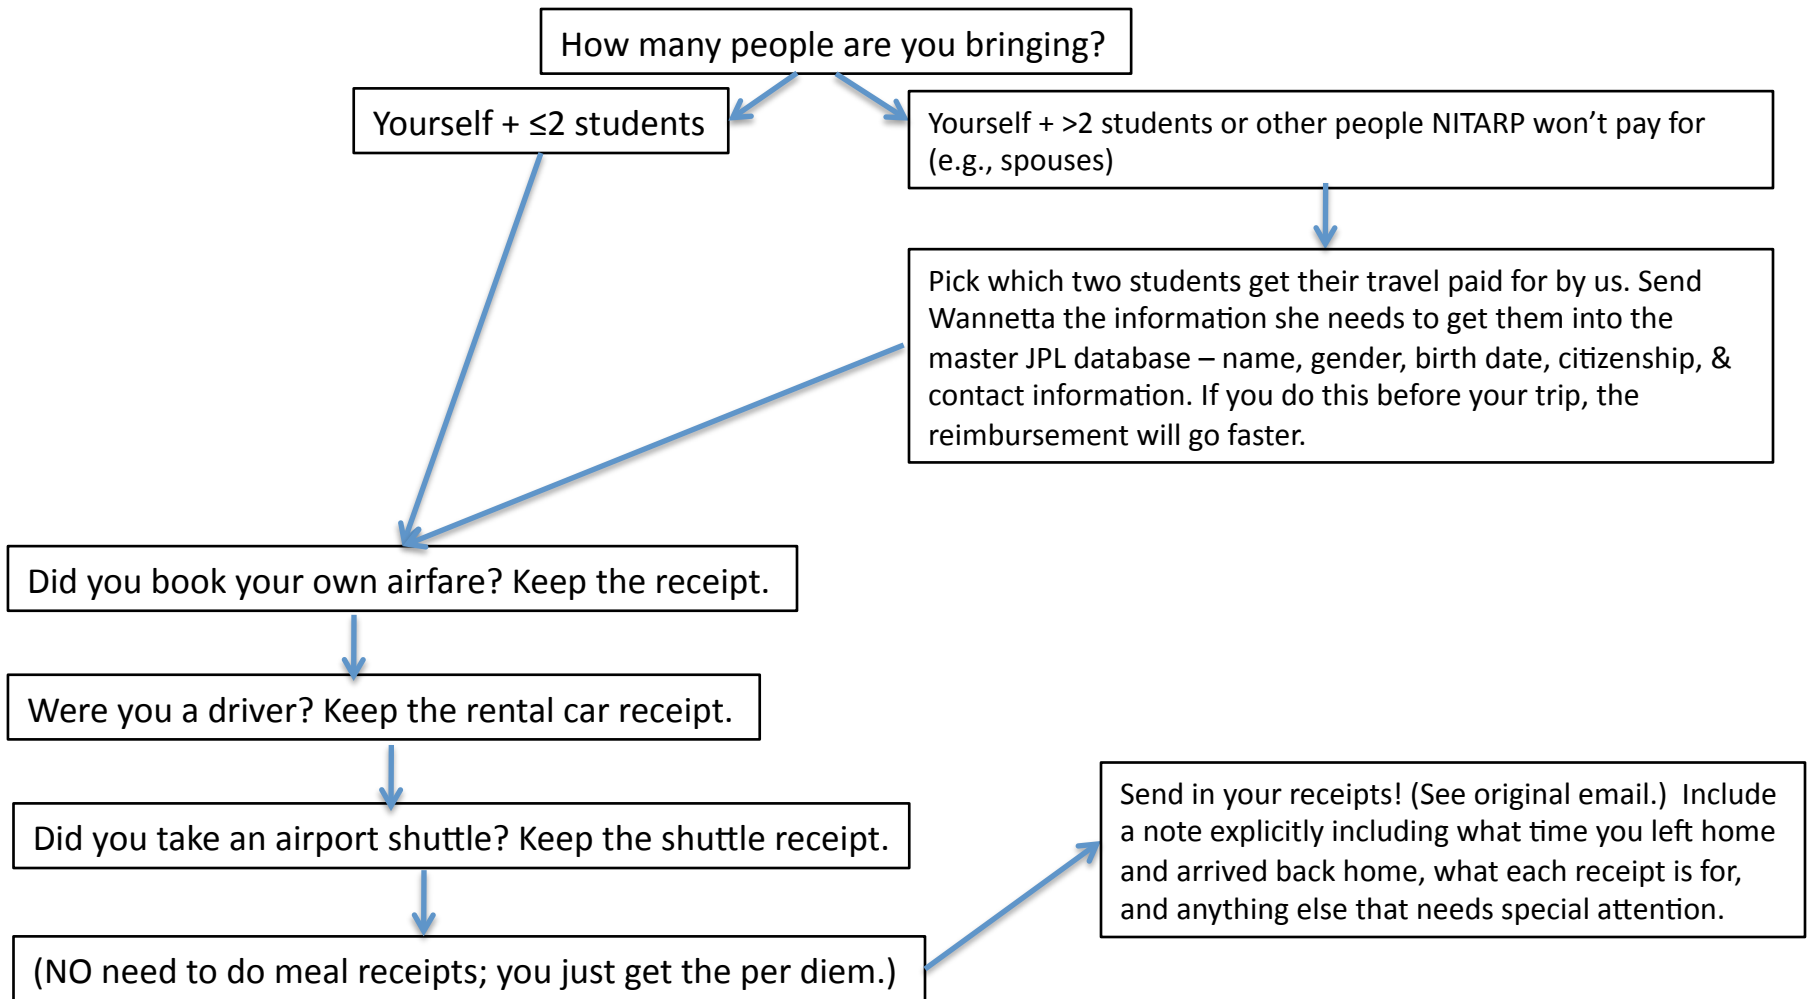 How many people are you bringing?
Yourself + ≤2 students
Yourself + >2 students or other people NITARP won’t pay for
(e.g., spouses)
Pick which two students get their travel paid for by us. Send
Wannetta the information she needs to get them into the
master JPL database – name, gender, birth date, citizenship, &
contact information. If you do this before your trip, the
reimbursement will go faster.
Did you book your own airfare? Keep the receipt.
Were you a driver? Keep the rental car receipt.
Did you take an airport shuttle? Keep the shuttle receipt.
(NO need to do meal receipts; you just get the per diem.)
Send in your receipts! (See original email.)  Include
a note explicitly including what time you left home
and arrived back home, what each receipt is for,
and anything else that needs special attention.